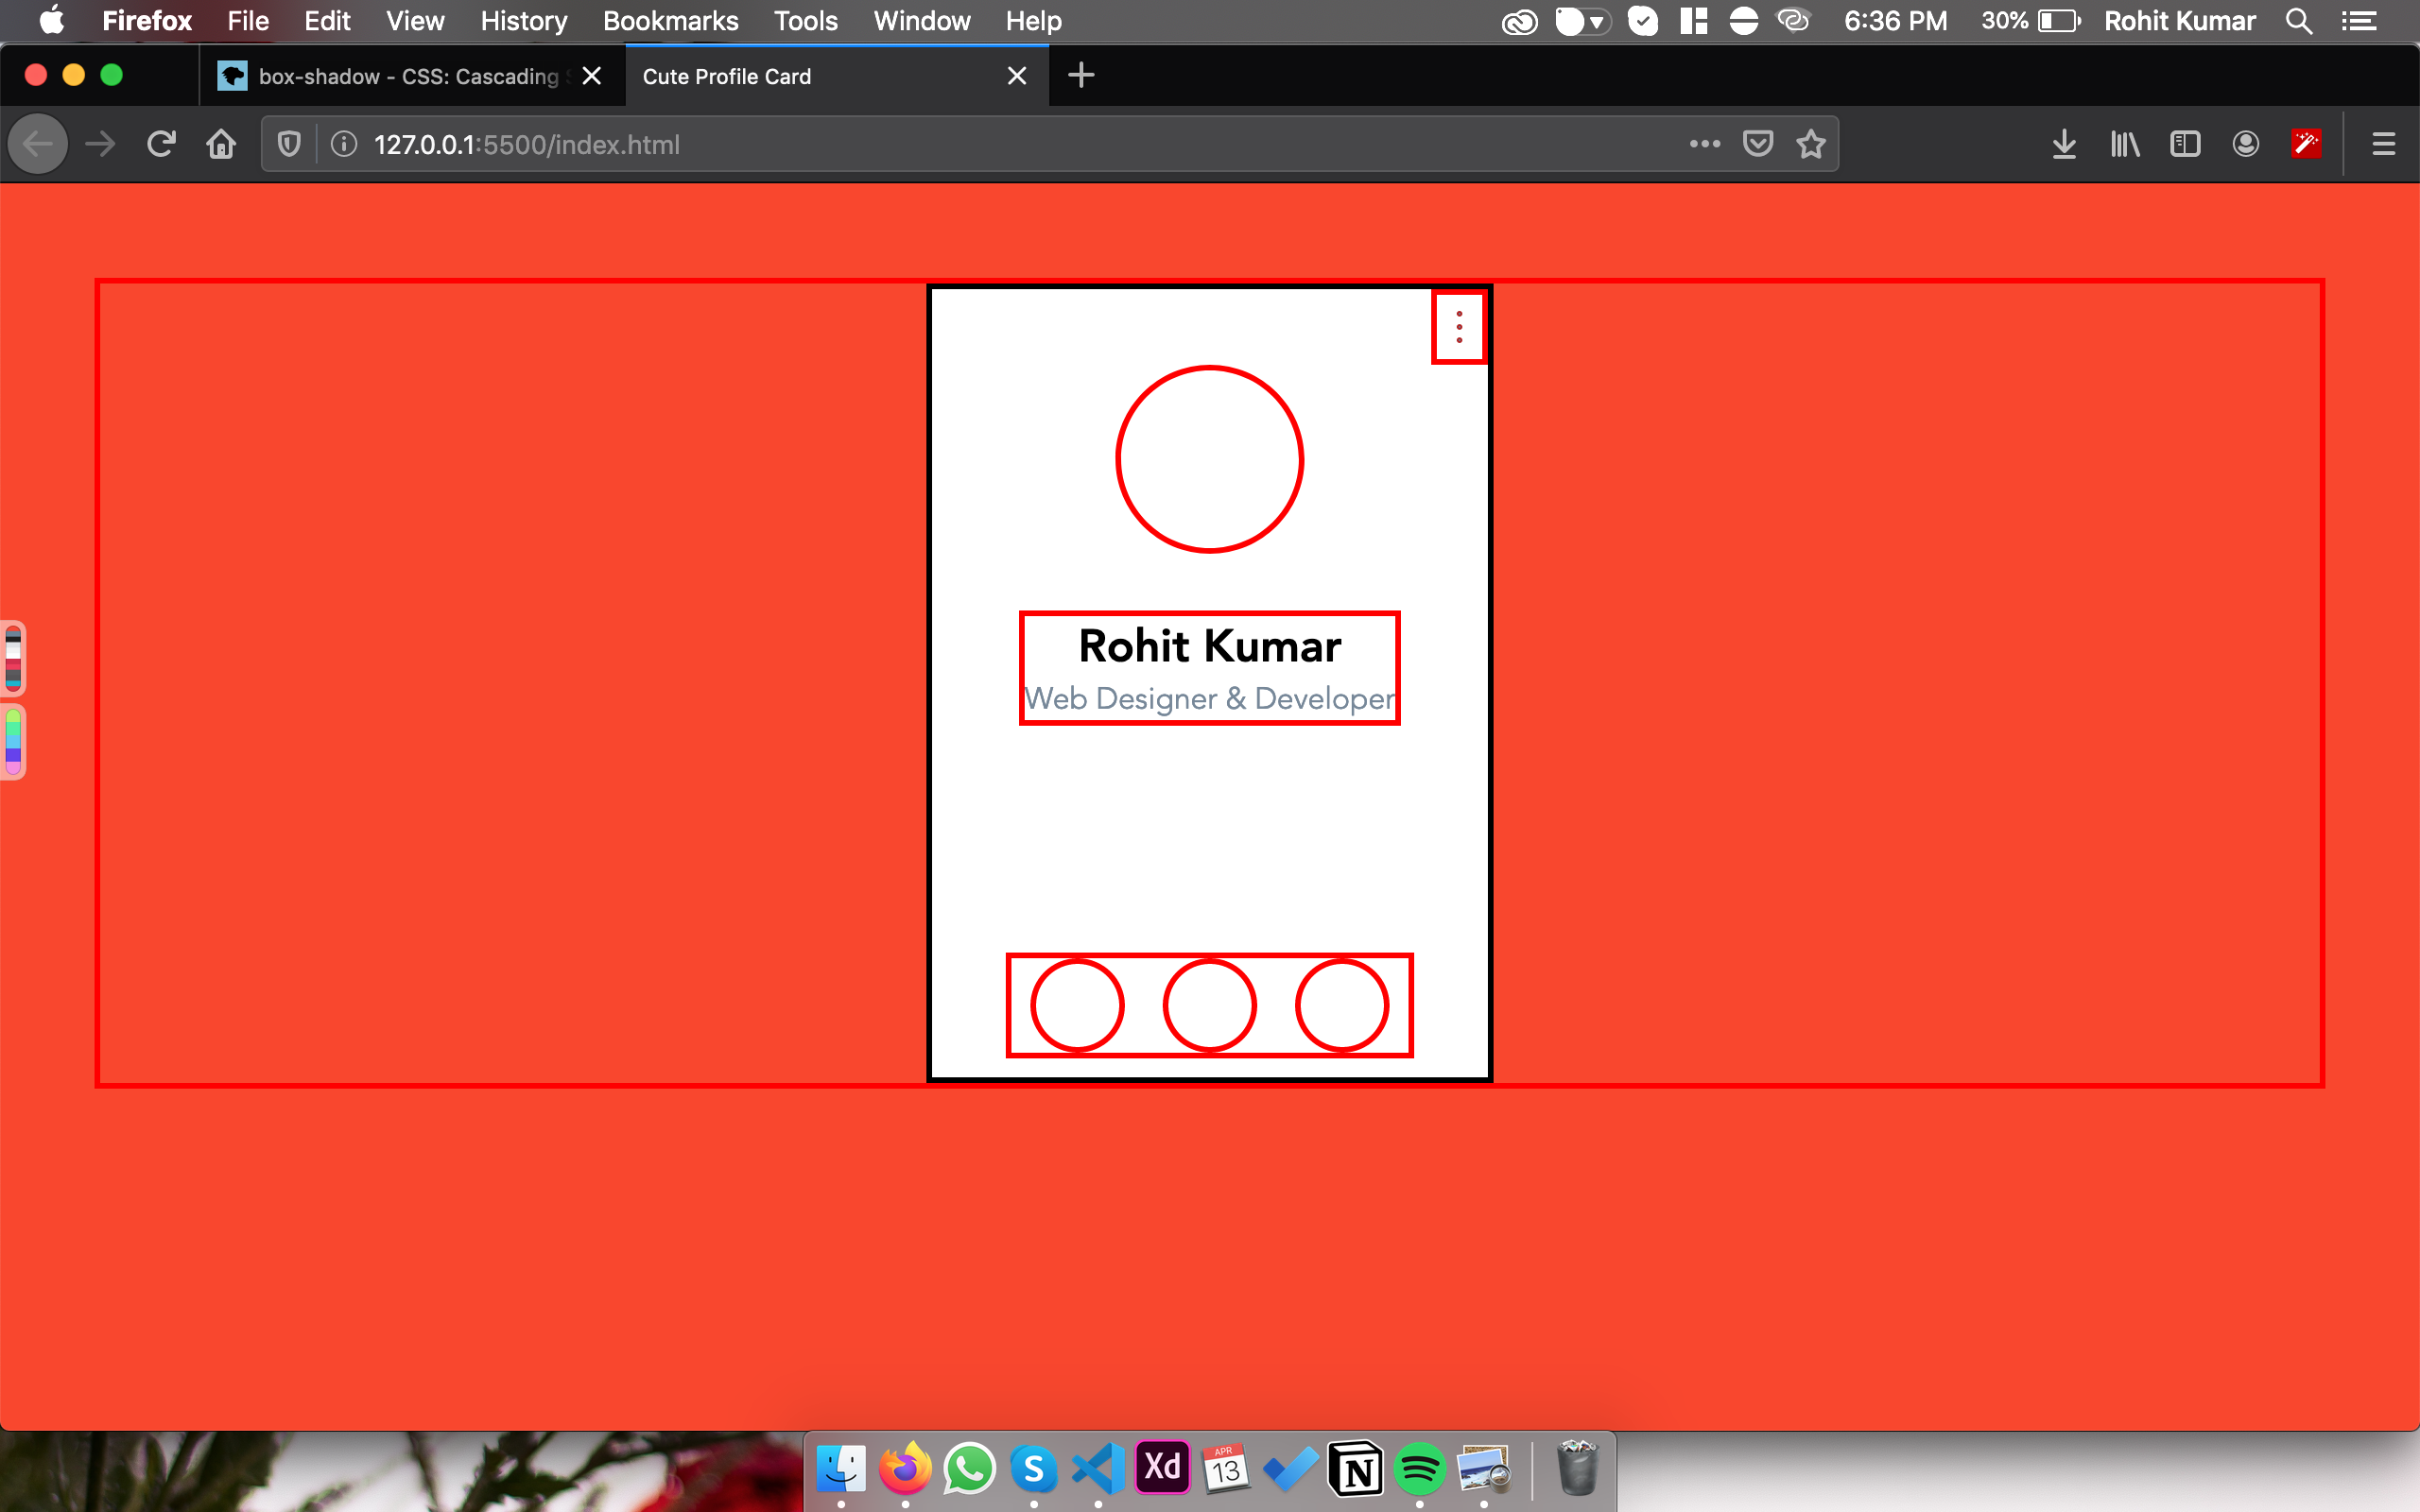 Firefox File Edit View History Bookmarks Tools Window Help 6:36 PM 30% Rohit Kumar
box-shadow - CSS: Cascading Cute Profile Card
127.0.0.1:5500/index.html
Rohit Kumar
Web Designer & Developer
S Xd APR 13 N